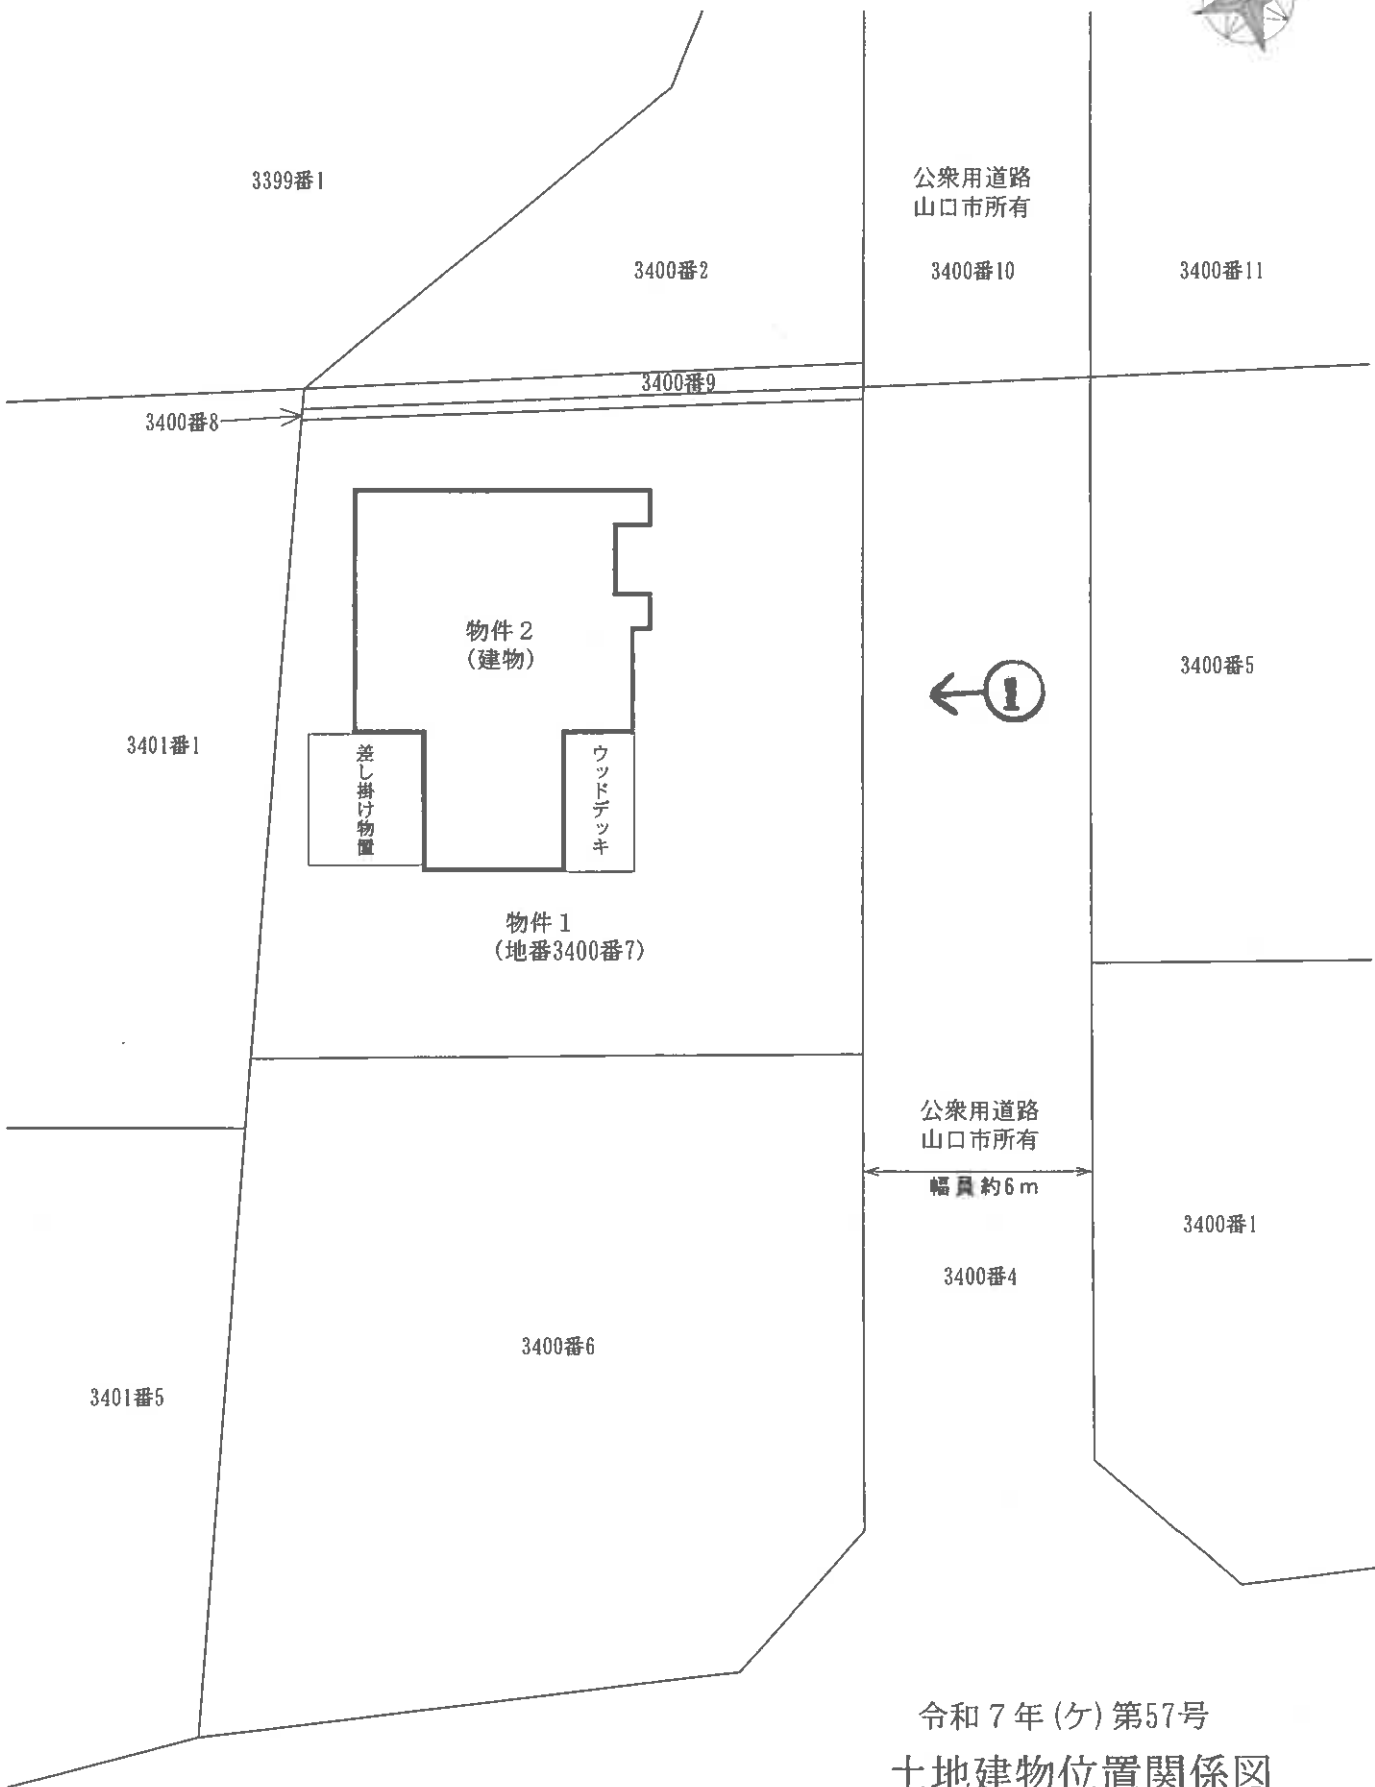 3399番1
公衆用道路
山口市所有
3400番2
3400番10
3400番11
3400番9
3400番8
物件2
(建物)
3400番5
1
3401番1
差し掛け物置
ウッドデッキ
物件1
(地番3400番7)
公衆用道路
山口市所有
幅員約6m
3400番1
3400番4
3400番6
3401番5
令和7年(ケ)第57号
土地建物位置関係図